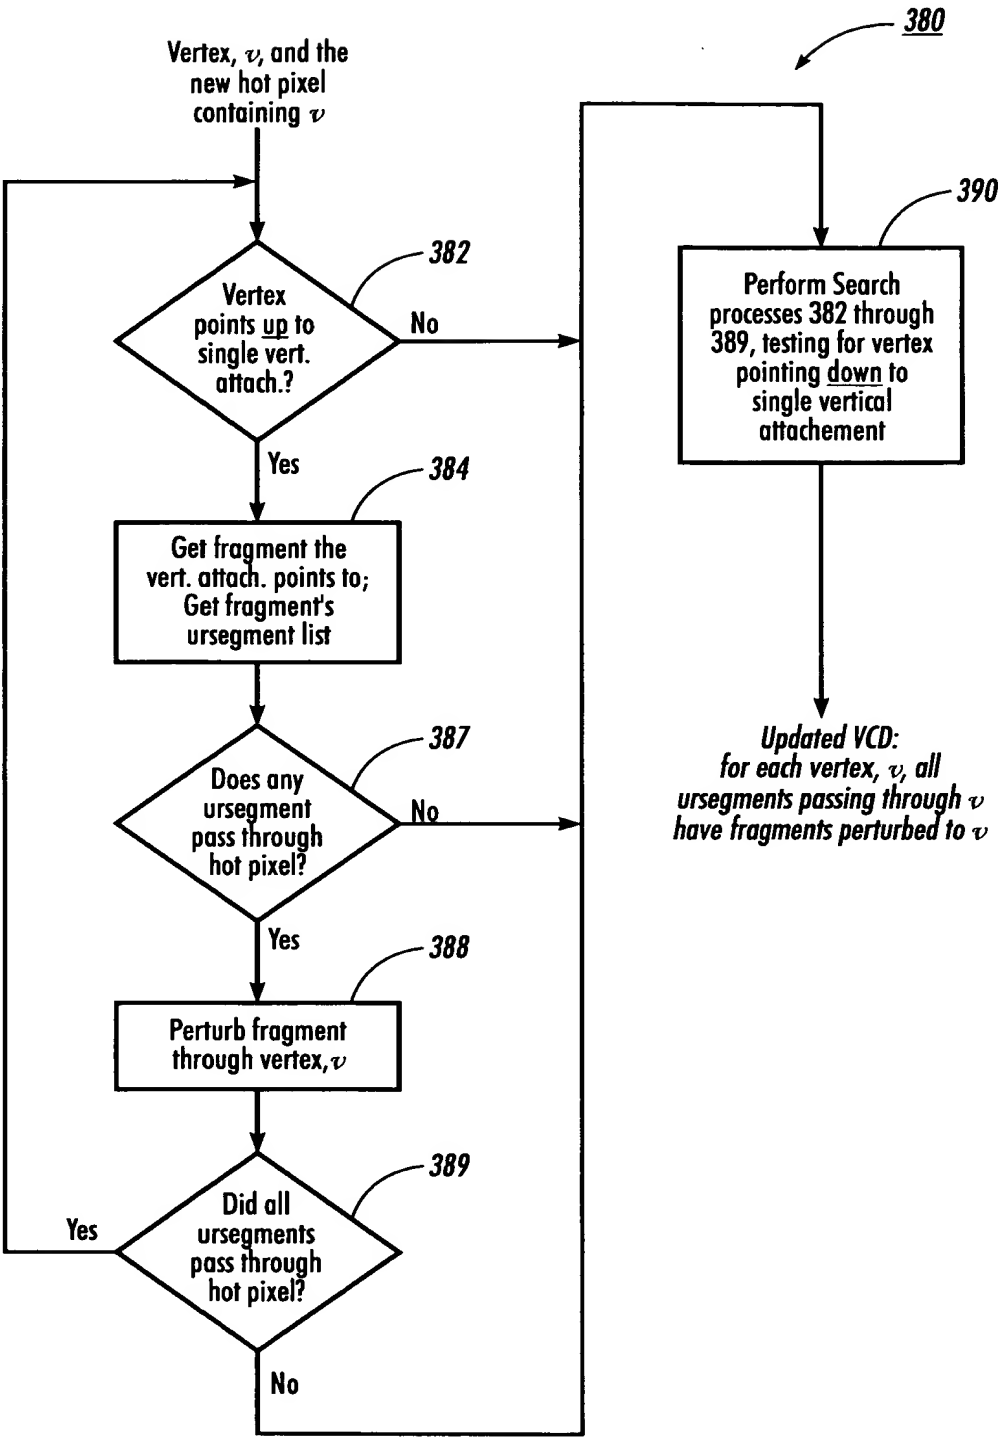 380
Vertex, v, and the
new hot pixel
containing v
390
382
Vertex
points up to
single vert.
attach.?
No
Yes
Perform Search
processes 382 through
389, testing for vertex
pointing down to
single vertical
attachement
384
Get fragment the
vert. attach. points to;
Get fragment's
ursegment list
387
Does any
ursegment
pass through
hot pixel?
No
Yes
Updated VCD:
for each vertex, v, all
ursegments passing through v
have fragments perturbed to v
388
Perturb fragment
through vertex, v
389
Did all
ursegments
pass through
hot pixel?
Yes
No